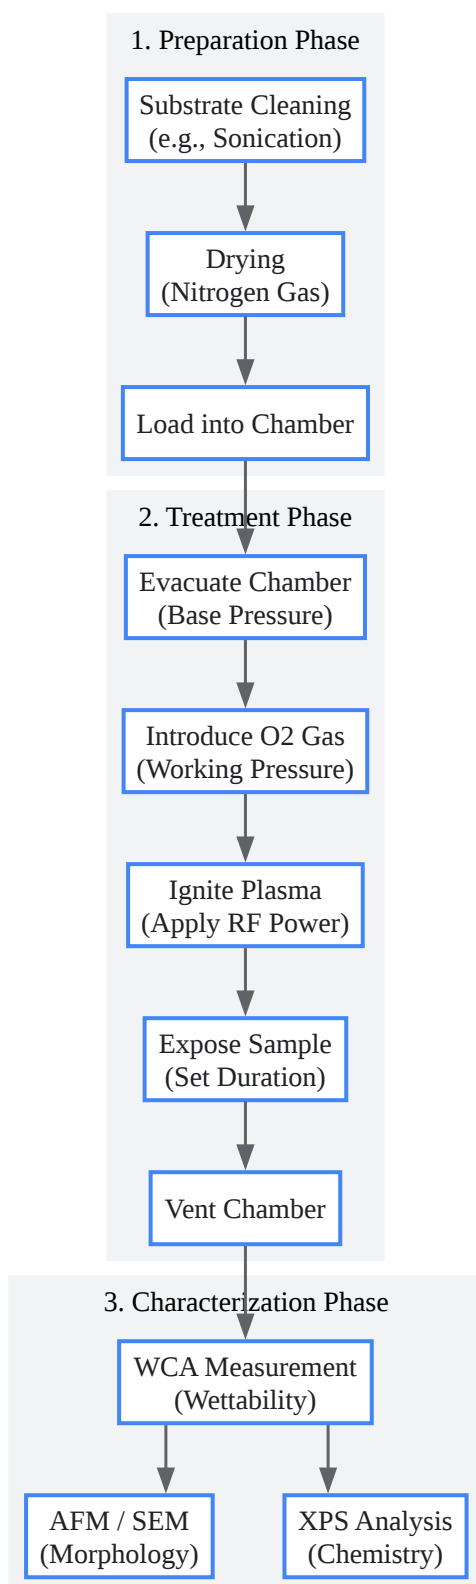 1. Preparation Phase
Substrate Cleaning
(e.g., Sonication)
Drying
(Nitrogen Gas)
Load into Chamber
2. Treatment Phase
Evacuate Chamber
(Base Pressure)
Introduce O2 Gas
(Working Pressure)
Ignite Plasma
(Apply RF Power)
Expose Sample
(Set Duration)
Vent Chamber
3. Characterization Phase
WCA Measurement
(Wettability)
AFM / SEM
(Morphology)
XPS Analysis
(Chemistry)